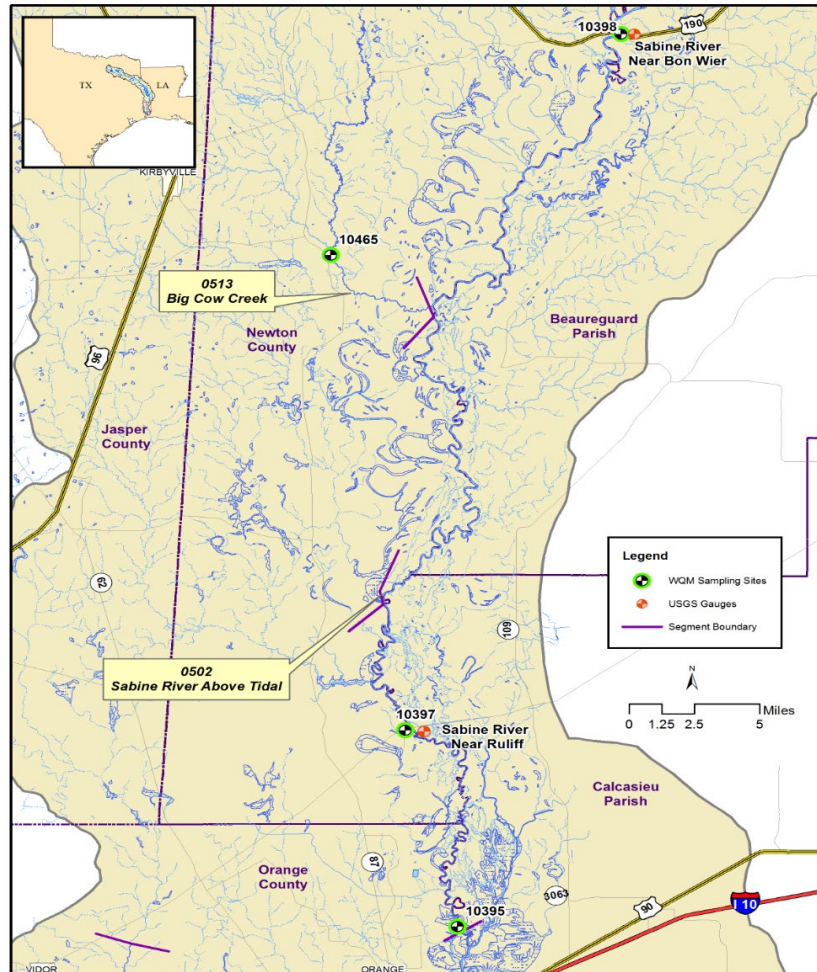 TX
LA
KIRBYVILLE
10398
190
Sabine River
Near Bon Wier
10465
0513
Big Cow Creek
Newton
County
Beaureguard
Parish
96
Jasper
County
62
109
Legend
WQM Sampling Sites
USGS Gauges
Segment Boundary
N
Miles
0 1.25 2.5 5
0502
Sabine River Above Tidal
10397
Sabine River
Near Ruliff
Calcasieu
Parish
Orange
County
87
3063
10395
90
I 10
VIDOR
ORANGE